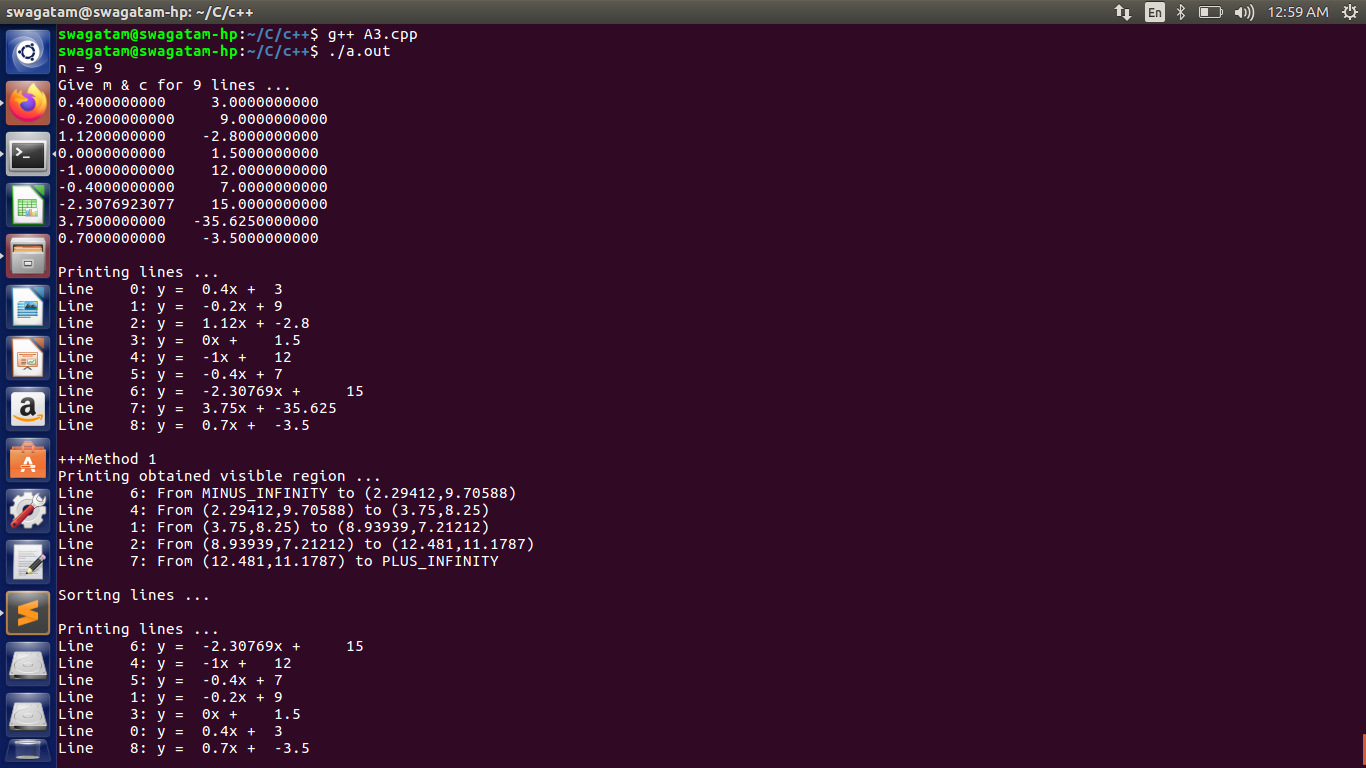 swagatam@swagatam-hp: ~/C/c++ En 12:59 AM
swagatam@swagatam-hp:~/C/c++$ g++ A3.cpp
swagatam@swagatam-hp:~/C/c++$ ./a.out
n = 9
Give m & c for 9 lines ...
0.4000000000     3.0000000000
-0.2000000000     9.0000000000
1.1200000000    -2.8000000000
0.0000000000     1.5000000000
-1.0000000000    12.0000000000
-0.4000000000     7.0000000000
-2.3076923077    15.0000000000
3.7500000000   -35.6250000000
0.7000000000    -3.5000000000
Printing lines ...
Line    0: y =  0.4x +  3
Line    1: y =  -0.2x + 9
Line    2: y =  1.12x + -2.8
Line    3: y =  0x +    1.5
Line    4: y =  -1x +   12
Line    5: y =  -0.4x + 7
Line    6: y =  -2.30769x +     15
Line    7: y =  3.75x + -35.625
Line    8: y =  0.7x +  -3.5
+++Method 1
Printing obtained visible region ...
Line    6: From MINUS_INFINITY to (2.29412,9.70588)
Line    4: From (2.29412,9.70588) to (3.75,8.25)
Line    1: From (3.75,8.25) to (8.93939,7.21212)
Line    2: From (8.93939,7.21212) to (12.481,11.1787)
Line    7: From (12.481,11.1787) to PLUS_INFINITY
Sorting lines ...
Printing lines ...
Line    6: y =  -2.30769x +     15
Line    4: y =  -1x +   12
Line    5: y =  -0.4x + 7
Line    1: y =  -0.2x + 9
Line    3: y =  0x +    1.5
Line    0: y =  0.4x +  3
Line    8: y =  0.7x +  -3.5